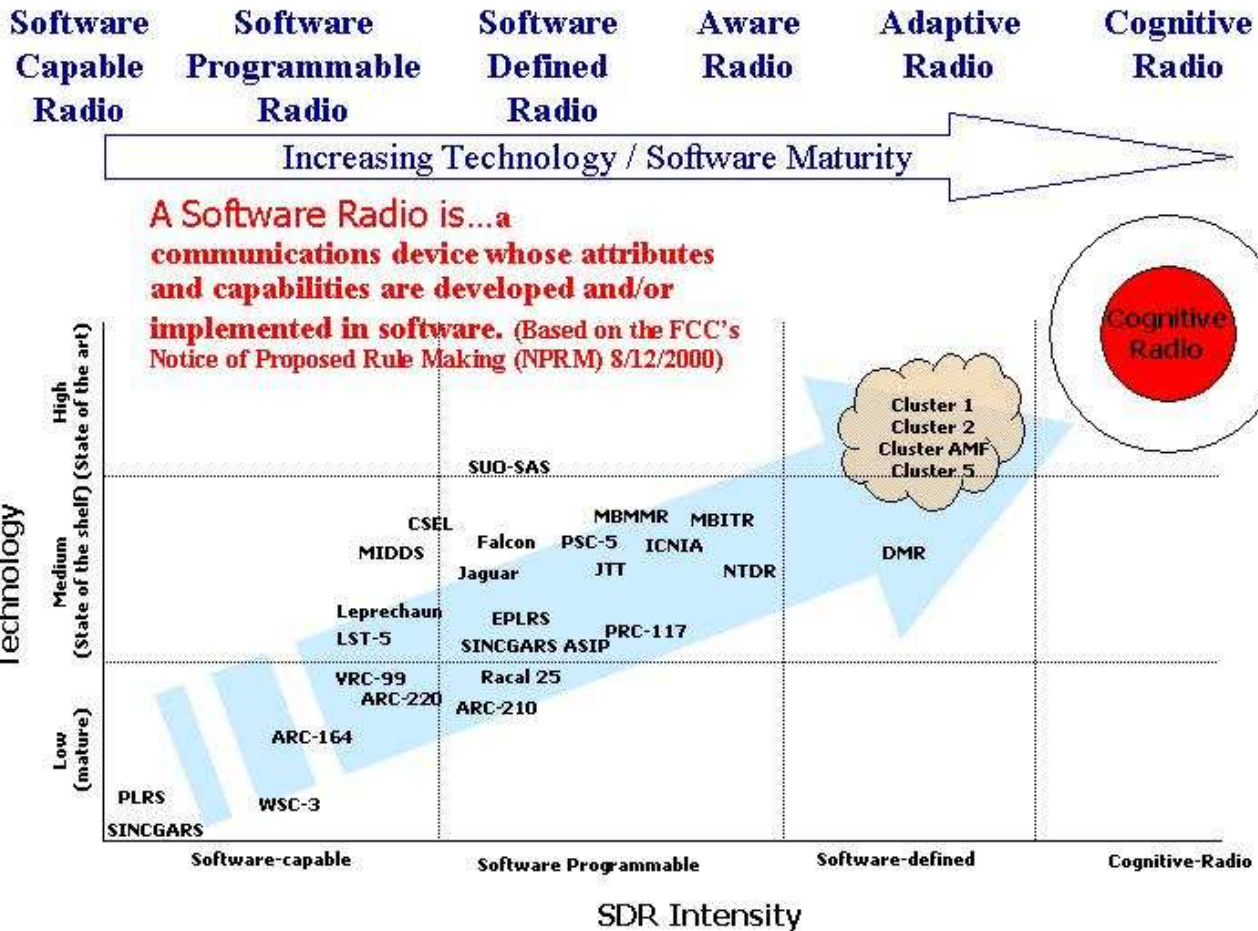 Software Capable Radio
Software Programmable Radio
Software Defined Radio
Aware Radio
Adaptive Radio
Cognitive Radio
Increasing Technology / Software Maturity
A Software Radio is...a
communications device whose attributes
and capabilities are developed and/or
implemented in software. (Based on the FCC's
Notice of Proposed Rule Making (NPRM) 8/12/2000)
Cognitive
Radio
Cluster 1
Cluster 2
Cluster AMF
Cluster 5
Technology
High
(State of the art)
Medium
(State of the shelf)
Low
(mature)
SUO-SAS
CSEL
MIDDS
Falcon
PSC-5
MBMMR
MBITR
ICNIA
Jaguar
JTT
NTDR
DMR
Leprechaun
LST-5
EPLRS
SINCGARS ASIP
PRC-117
VRC-99
ARC-220
Racal 25
ARC-210
ARC-164
WSC-3
PLRS
SINCGARS
Software-capable
Software Programmable
Software-defined
Cognitive-Radio
SDR Intensity